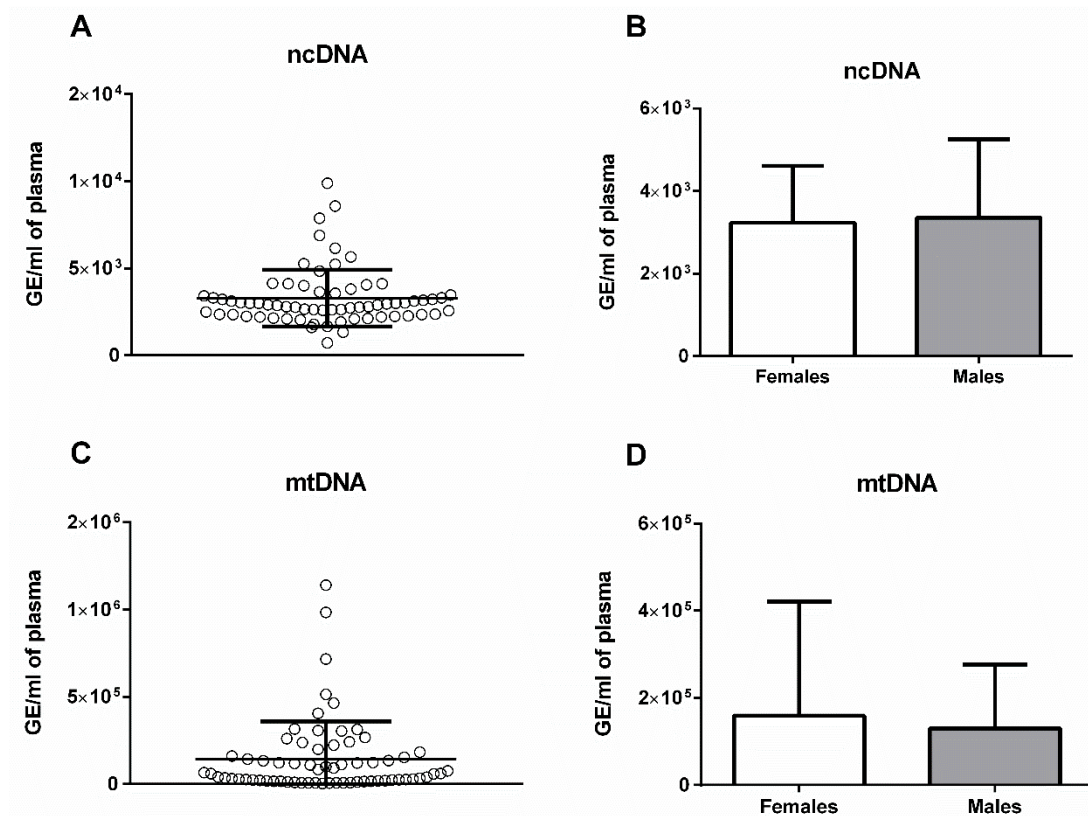 A
ncDNA
GE/ml of plasma
2×10⁴
1×10⁴
5×10³
0
B
ncDNA
GE/ml of plasma
6×10³
4×10³
2×10³
0
Females Males
C
mtDNA
GE/ml of plasma
2×10⁶
1×10⁶
5×10⁵
0
D
mtDNA
GE/ml of plasma
6×10⁵
4×10⁵
2×10⁵
0
Females Males